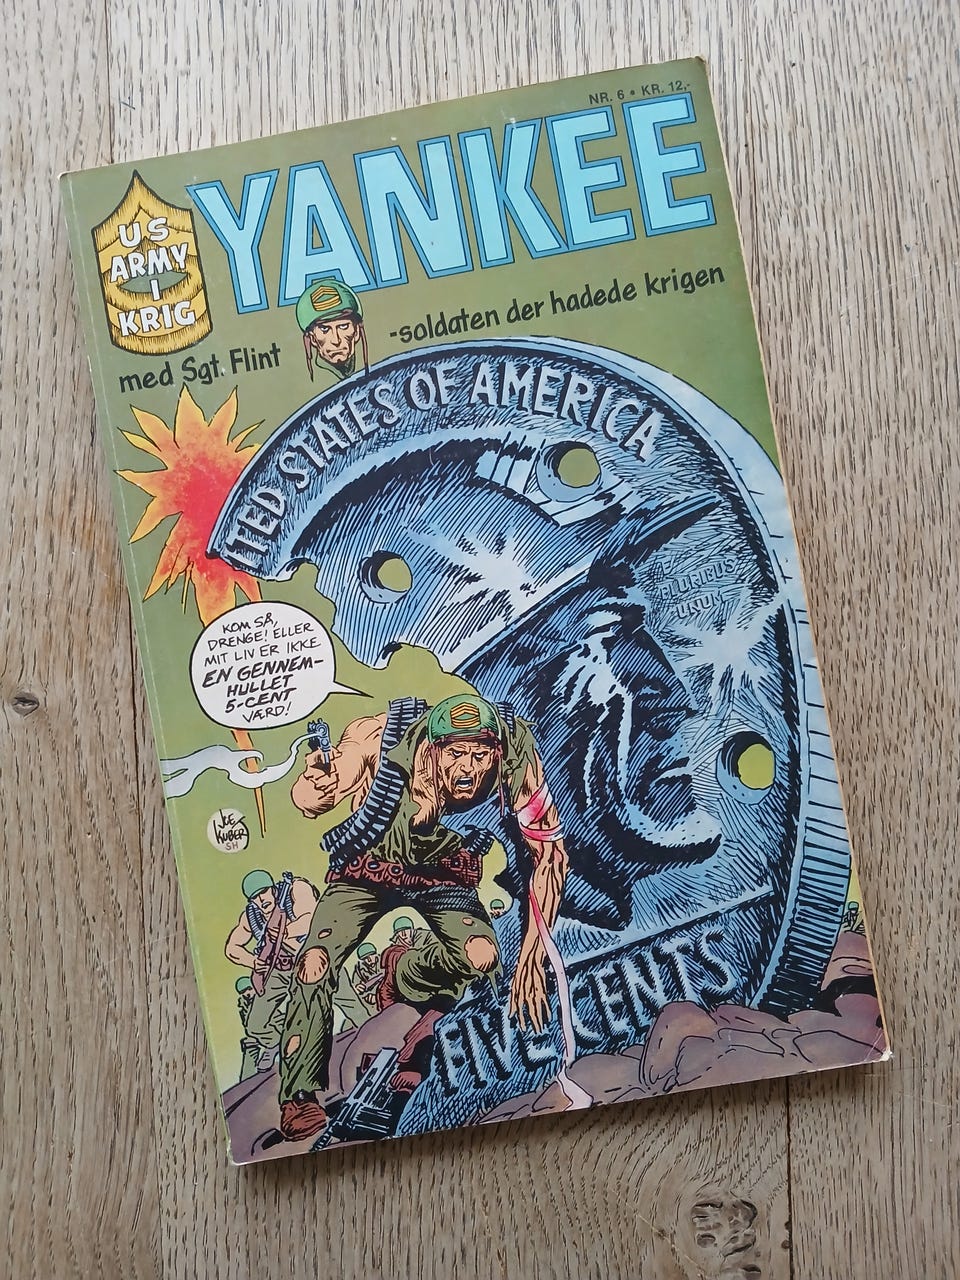 NR. 6 • KR. 12,-
YANKEE
US
ARMY
I
KRIG
med Sgt. Flint
-soldaten der hadede krigen
TED STATES OF AMERICA
E
PLURIBUS
UNUM
KOM SÅ,
DRENGE! ELLER
MIT LIV ER IKKE
EN GENNEM-
HULLET
5-CENT
VÆRD!
JOE
KUBERT
SH
FIVE CENTS